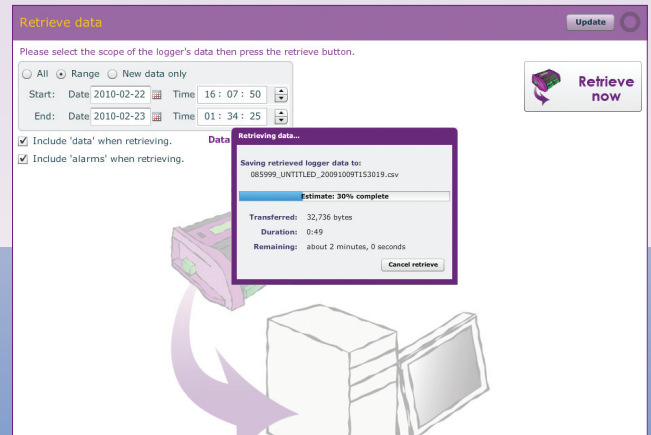 Retrieve data
Update
Please select the scope of the logger's data then press the retrieve button.
All Range New data only
Start: Date 2010-02-22 Time 16 : 07 : 50
End: Date 2010-02-23 Time 01 : 34 : 25
Retrieve
now
Include 'data' when retrieving.
Data
Include 'alarms' when retrieving.
Retrieving data...
Saving retrieved logger data to:
085999_UNTITLED_20091009T153019.csv
Estimate: 30% complete
Transferred: 32,736 bytes
Duration: 0:49
Remaining: about 2 minutes, 0 seconds
Cancel retrieve